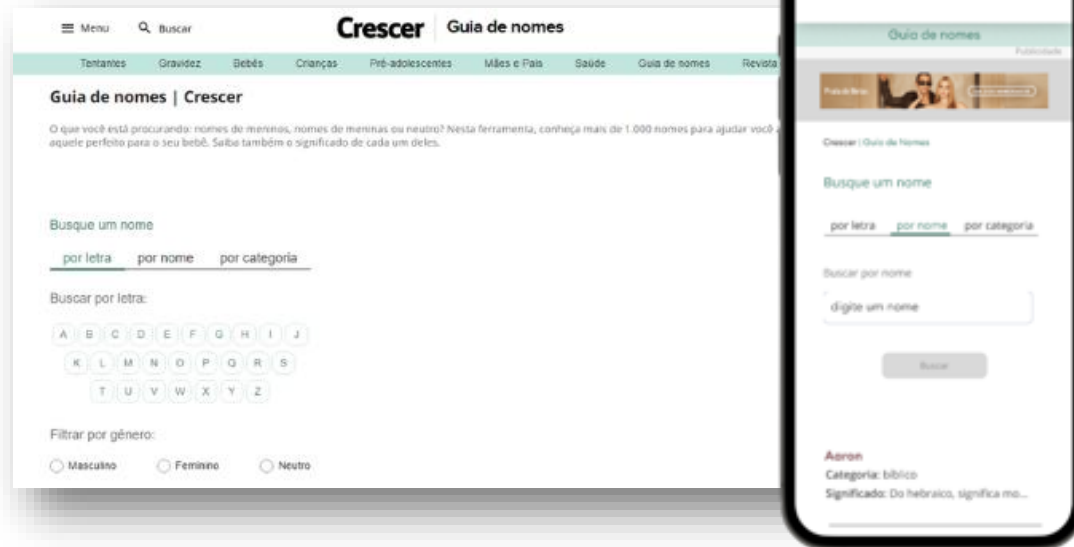 Menu Buscar Crescer Guia de nomes
Tentantes Gravidez Bebês Crianças Pré-adolescentes Mães e Pais Saúde Guia de nomes Revista
Guia de nomes | Crescer
O que você está procurando: nomes de meninos, nomes de meninas ou neutro? Nesta ferramenta, conheça mais de 1.000 nomes para ajudar você
aquele perfeito para o seu bebê. Saiba também o significado de cada um deles.
Busque um nome
por letra por nome por categoria
Buscar por letra:
A B C D E F G H I J
K L M N O P Q R S
T U V W X Y Z
Filtrar por gênero:
Masculino Feminino Neutro
Guia de nomes
Publicidade
Crescer | Guia de Nomes
Busque um nome
por letra por nome por categoria
Buscar por nome
digite um nome
Buscar
Aaron
Categoria: bíblico
Significado: Do hebraico, significa mo...